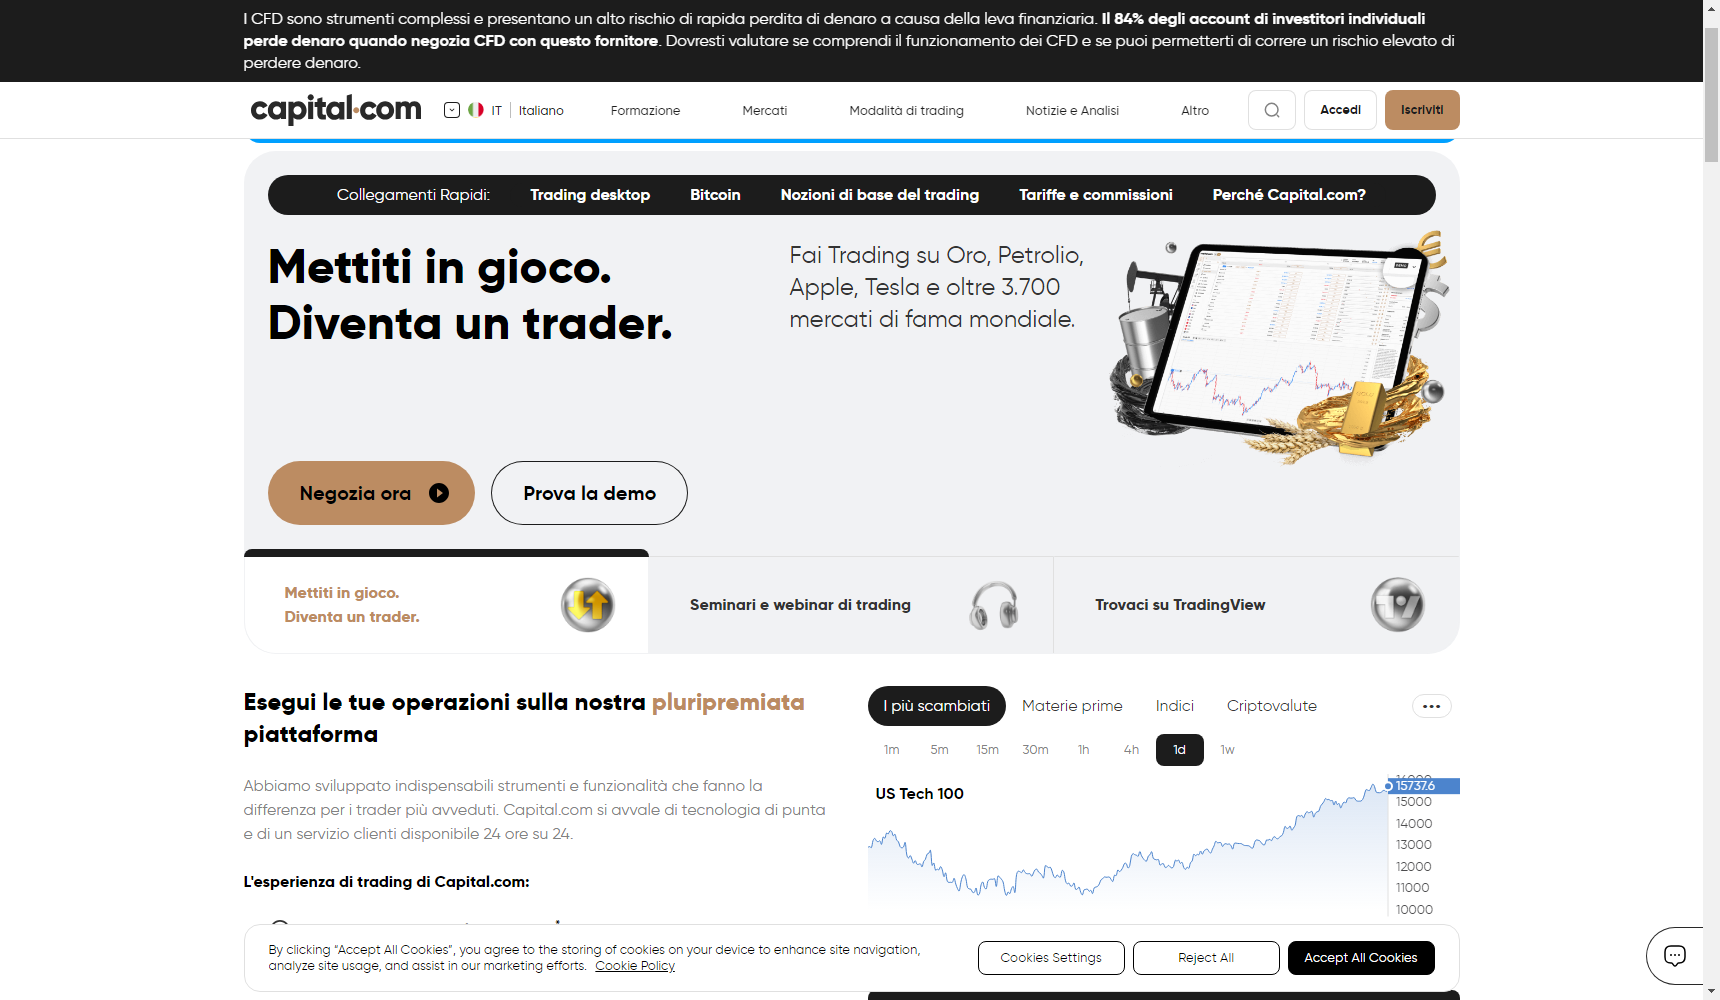 I CFD sono strumenti complessi e presentano un alto rischio di rapida perdita di denaro a causa della leva finanziaria. Il 84% degli account di investitori individuali
perde denaro quando negozia CFD con questo fornitore. Dovresti valutare se comprendi il funzionamento dei CFD e se puoi permetterti di correre un rischio elevato di
perdere denaro.
capital.com IT Italiano Formazione Mercati Modalità di trading Notizie e Analisi Altro Accedi Iscriviti
Collegamenti Rapidi: Trading desktop Bitcoin Nozioni di base del trading Tariffe e commissioni Perché Capital.com?
Mettiti in gioco.
Diventa un trader.
Fai Trading su Oro, Petrolio,
Apple, Tesla e oltre 3.700
mercati di fama mondiale.
Negozia ora Prova la demo
Mettiti in gioco.
Diventa un trader.
Seminari e webinar di trading
Trovaci su TradingView
Esegui le tue operazioni sulla nostra pluripremiata
piattaforma
Abbiamo sviluppato indispensabili strumenti e funzionalità che fanno la
differenza per i trader più avveduti. Capital.com si avvale di tecnologia di punta
e di un servizio clienti disponibile 24 ore su 24.
L'esperienza di trading di Capital.com:
I più scambiati Materie prime Indici Criptovalute
1m 5m 15m 30m 1h 4h 1d 1w
US Tech 100
16000
15737.6
15000
14000
13000
12000
11000
10000
By clicking “Accept All Cookies”, you agree to the storing of cookies on your device to enhance site navigation,
analyze site usage, and assist in our marketing efforts. Cookie Policy
Cookies Settings Reject All Accept All Cookies